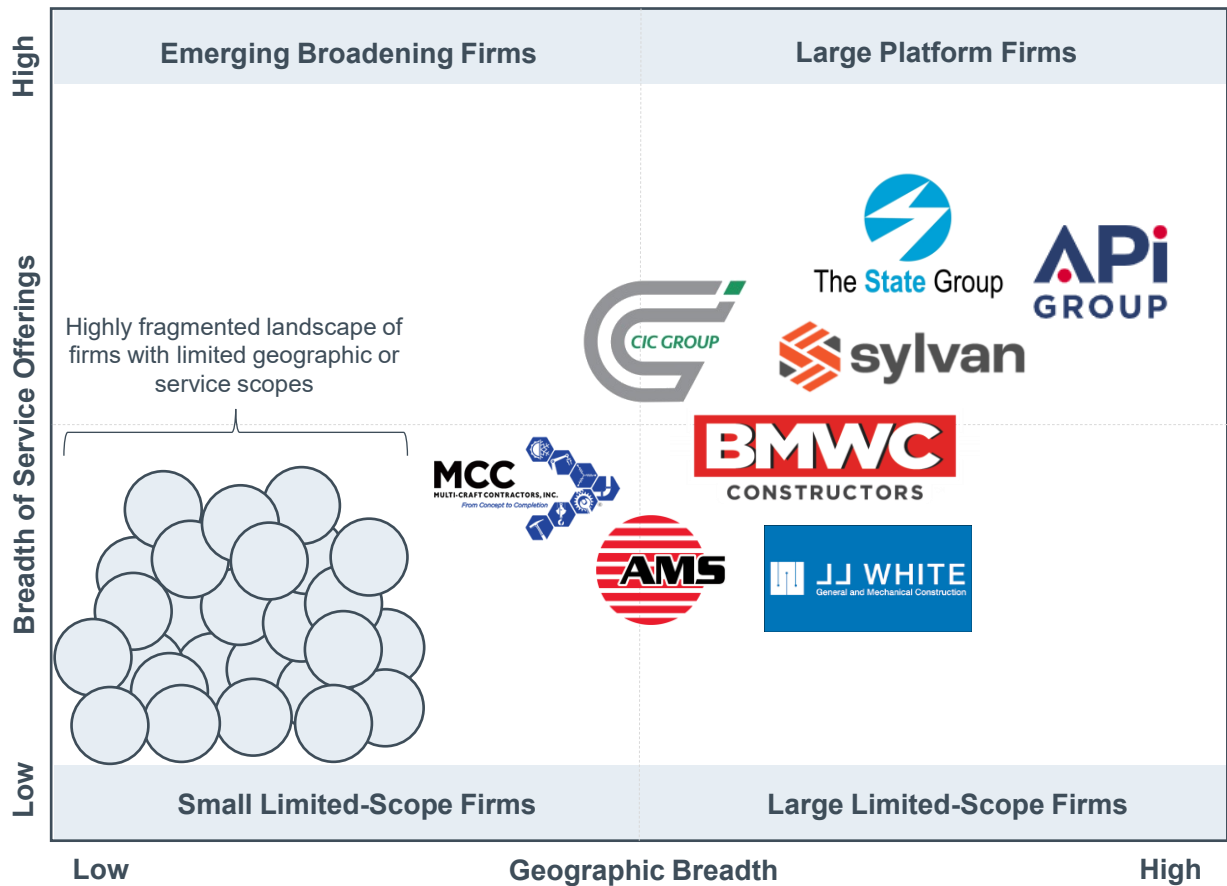 High
Emerging Broadening Firms
Large Platform Firms
The State Group
APi
GROUP
CIC GROUP
sylvan
Breadth of Service Offerings
Highly fragmented landscape of
firms with limited geographic or
service scopes
BMWC
CONSTRUCTORS
MCC
MULTI-CRAFT CONTRACTORS, INC.
From Concept to Completion
AMS
JJ WHITE
General and Mechanical Construction
Low
Small Limited-Scope Firms
Large Limited-Scope Firms
Low
Geographic Breadth
High